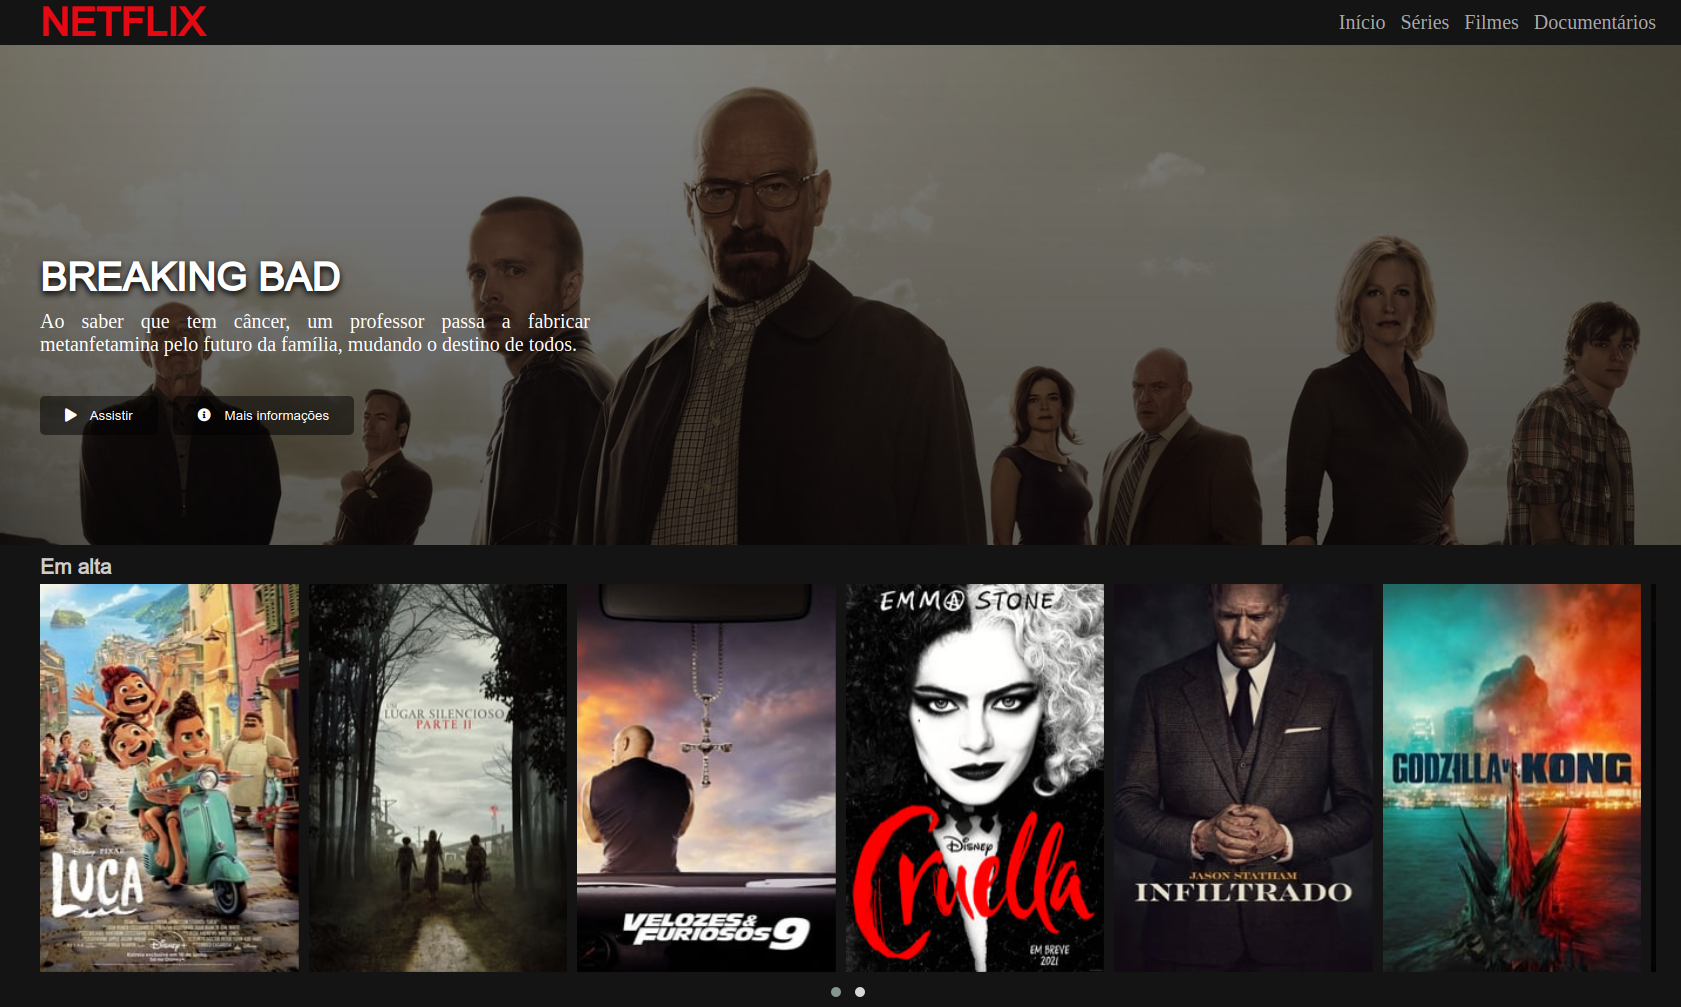 NETFLIX
Início Séries Filmes Documentários
BREAKING BAD
Ao saber que tem câncer, um professor passa a fabricar
metanfetamina pelo futuro da família, mudando o destino de todos.
Assistir
Mais informações
Em alta
DISNEY PIXAR
LUCA
Disney+
UM
LUGAR SILENCIOSO
PARTE II
VELOZES &
FURIOSOS 9
EMMA STONE
DISNEY
Cruella
EM BREVE
2021
JASON STATHAM
INFILTRADO
GODZILLA VS. KONG